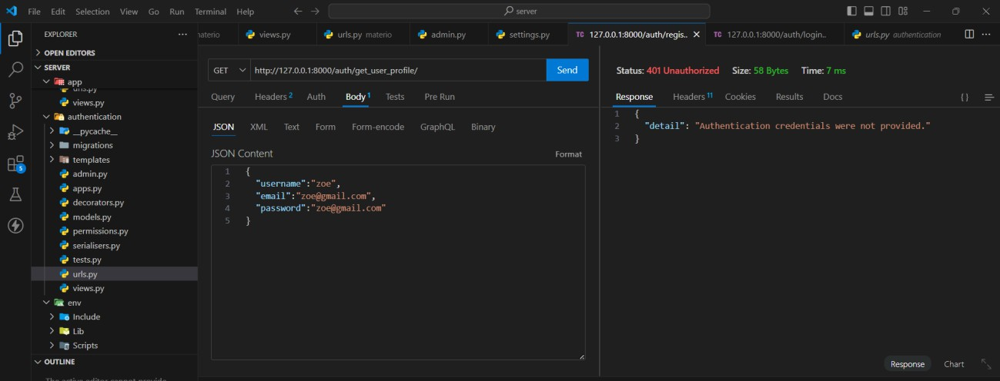 File Edit Selection View Go Run Terminal Help
server
EXPLORER
OPEN EDITORS
SERVER
app
urls.py
views.py
authentication
__pycache__
migrations
templates
admin.py
apps.py
decorators.py
models.py
permissions.py
serialisers.py
tests.py
urls.py
views.py
env
Include
Lib
Scripts
OUTLINE
The active editor cannot provide
5
materio
views.py
urls.py materio
admin.py
settings.py
TC 127.0.0.1:8000/auth/regis..
TC 127.0.0.1:8000/auth/login..
urls.py authentication
GET http://127.0.0.1:8000/auth/get_user_profile/ Send
Query Headers 2 Auth Body 1 Tests Pre Run
JSON XML Text Form Form-encode GraphQL Binary
JSON Content Format
1 {
2 "username":"zoe",
3 "email":"zoe@gmail.com",
4 "password":"zoe@gmail.com"
5 }
Status: 401 Unauthorized Size: 58 Bytes Time: 7 ms
Response Headers 11 Cookies Results Docs { }
1 {
2 "detail": "Authentication credentials were not provided."
3 }
Response Chart